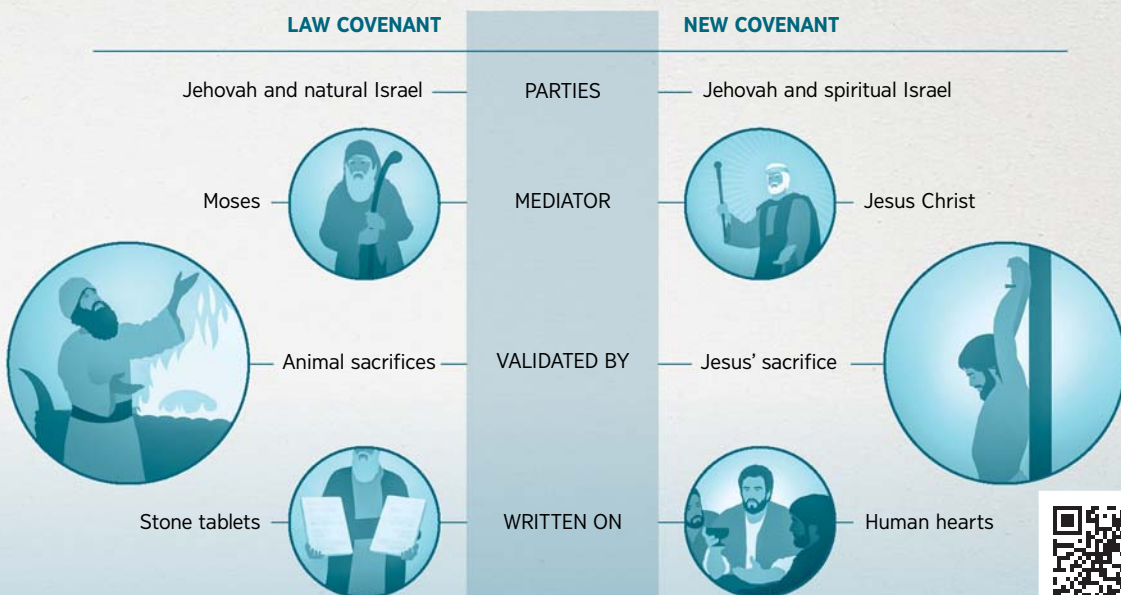 LAW COVENANT NEW COVENANT
Jehovah and natural Israel PARTIES Jehovah and spiritual Israel
Moses MEDIATOR Jesus Christ
Animal sacrifices VALIDATED BY Jesus’ sacrifice
Stone tablets WRITTEN ON Human hearts